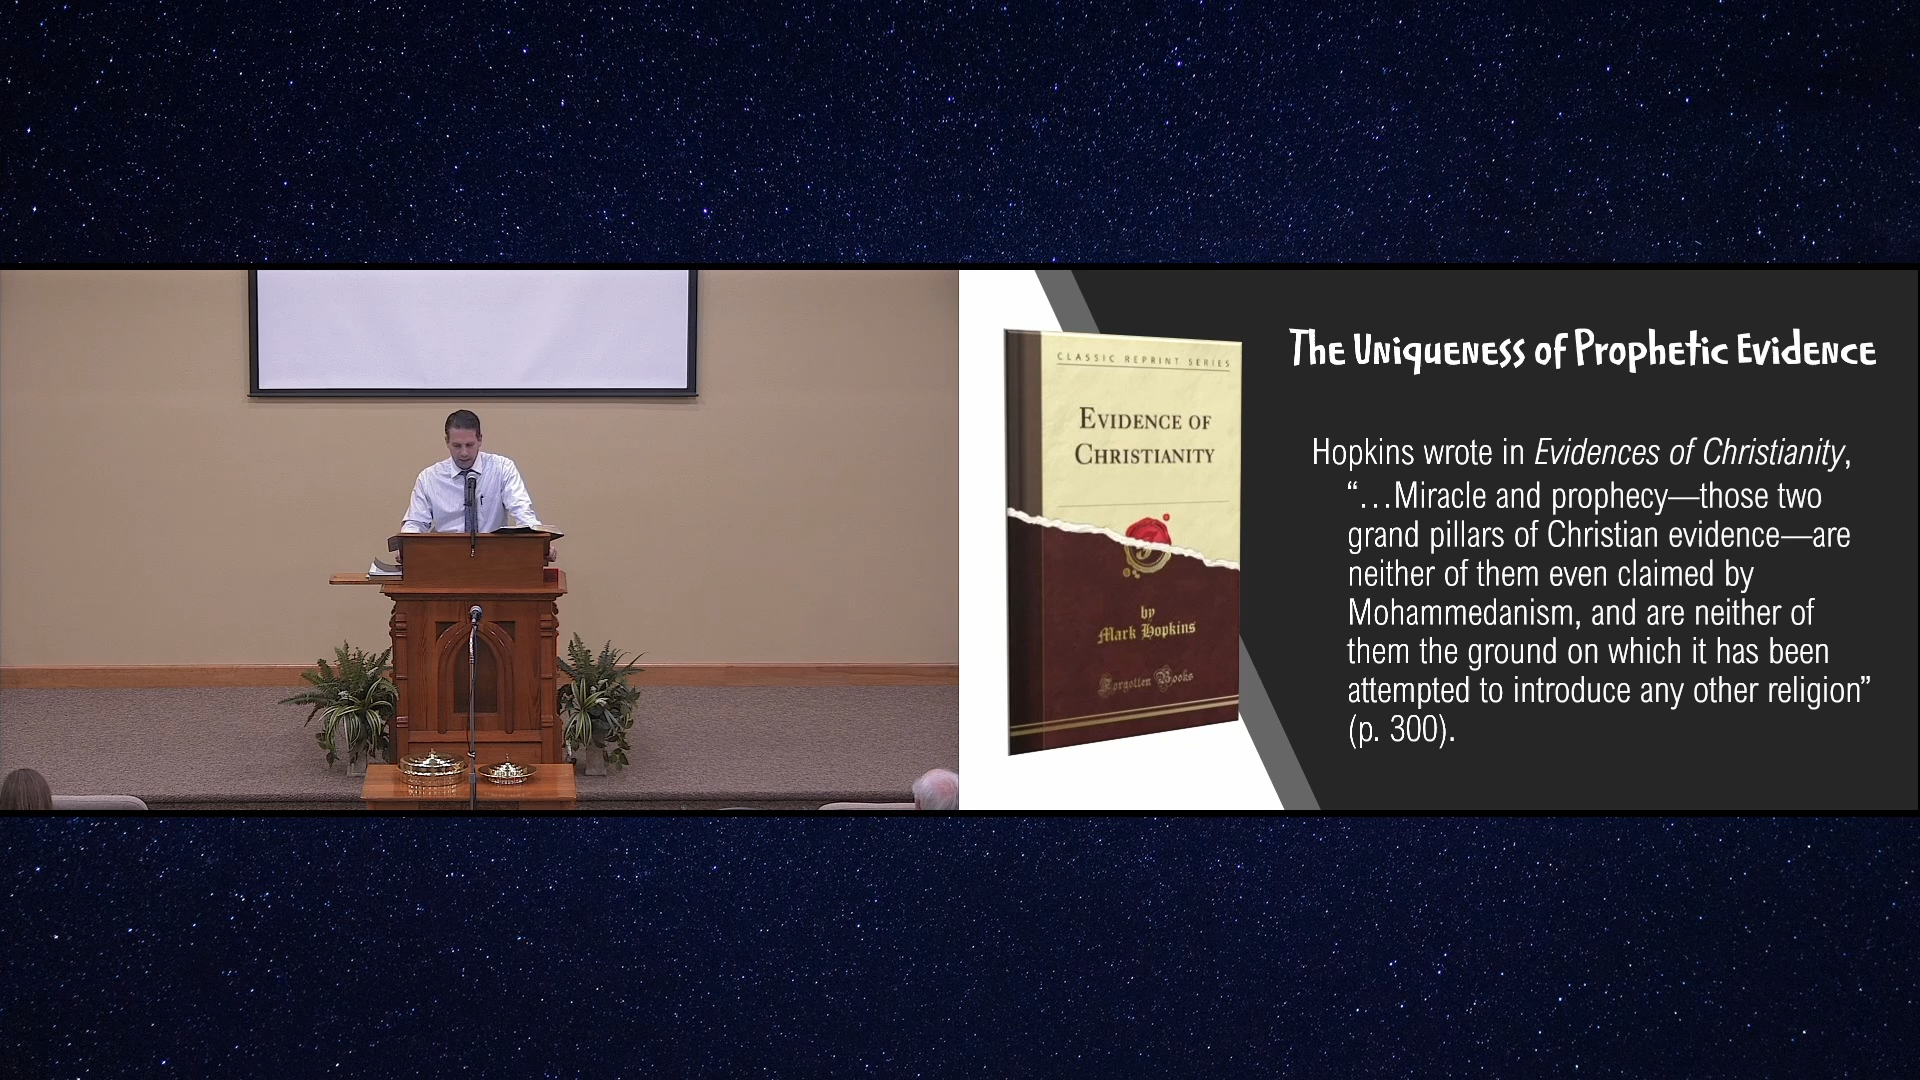 CLASSIC REPRINT SERIES
EVIDENCE OF
CHRISTIANITY
by
Mark Hopkins
Forgotten Books
The Uniqueness of Prophetic Evidence
Hopkins wrote in Evidences of Christianity,
“…Miracle and prophecy—those two
grand pillars of Christian evidence—are
neither of them even claimed by
Mohammedanism, and are neither of
them the ground on which it has been
attempted to introduce any other religion”
(p. 300).